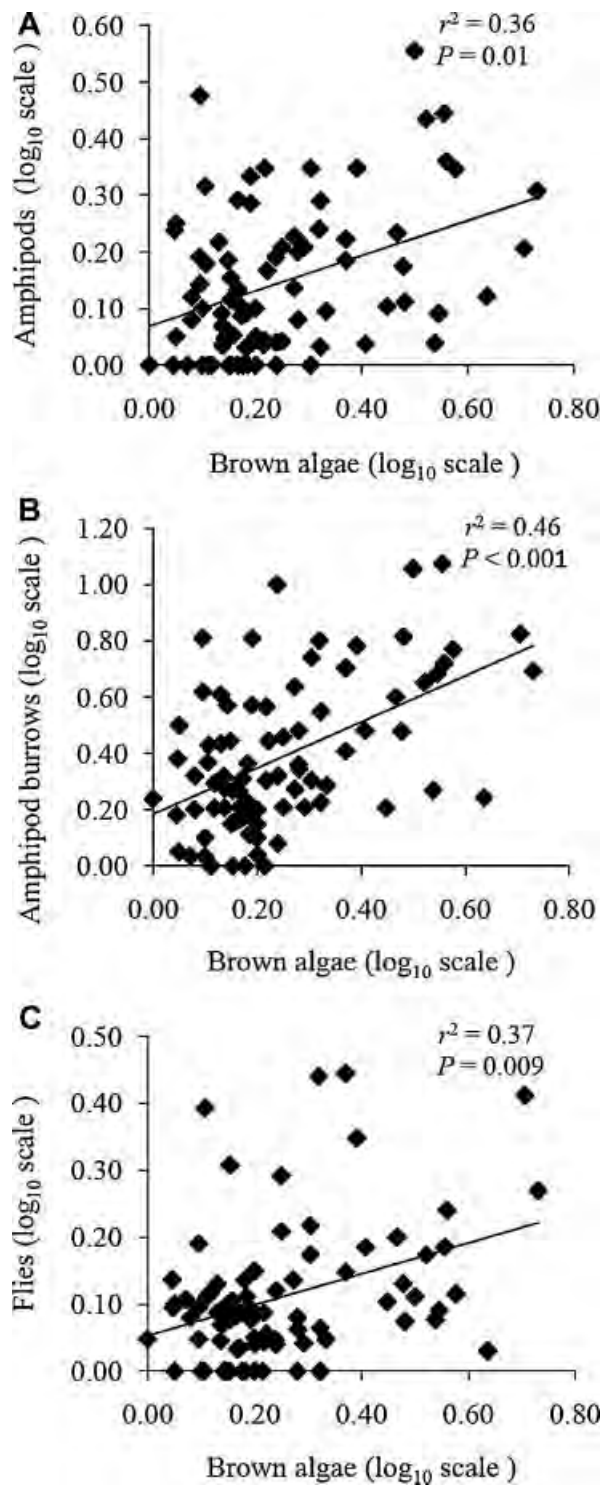 A
r² = 0.36
P = 0.01
Amphipods (log₁₀ scale )
0.60
0.50
0.40
0.30
0.20
0.10
0.00
0.00 0.20 0.40 0.60 0.80
Brown algae (log₁₀ scale )
B
r² = 0.46
P < 0.001
Amphipod burrows (log₁₀ scale )
1.20
1.00
0.80
0.60
0.40
0.20
0.00
0.00 0.20 0.40 0.60 0.80
Brown algae (log₁₀ scale )
C
r² = 0.37
P = 0.009
Flies (log₁₀ scale )
0.50
0.40
0.30
0.20
0.10
0.00
0.00 0.20 0.40 0.60 0.80
Brown algae (log₁₀ scale )